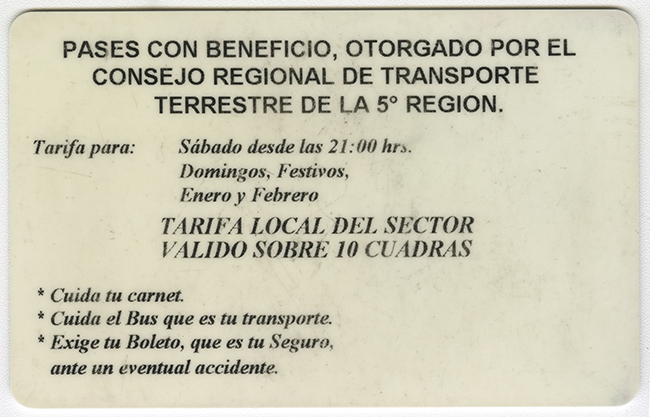 PASES CON BENEFICIO, OTORGADO POR EL
CONSEJO REGIONAL DE TRANSPORTE
TERRESTRE DE LA 5° REGION.
Tarifa para: Sábado desde las 21:00 hrs.
Domingos, Festivos,
Enero y Febrero
TARIFA LOCAL DEL SECTOR
VALIDO SOBRE 10 CUADRAS
* Cuida tu carnet.
* Cuida el Bus que es tu transporte.
* Exige tu Boleto, que es tu Seguro,
ante un eventual accidente.